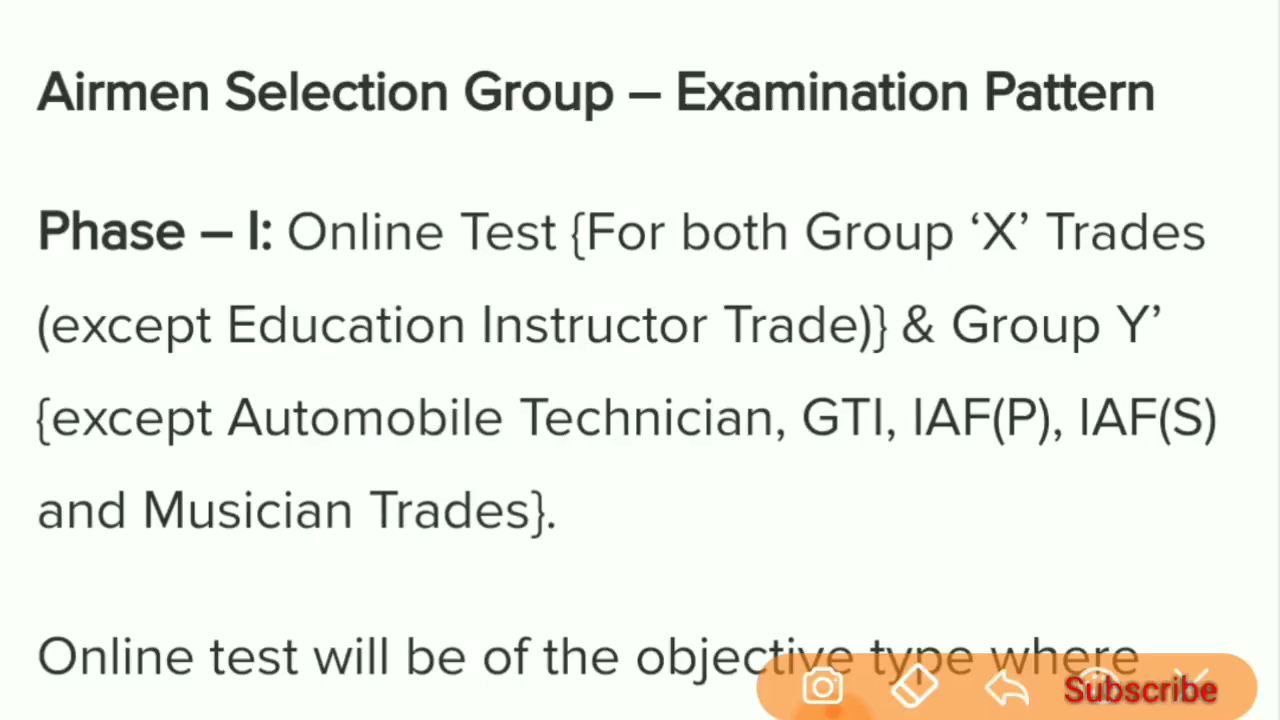 Airmen Selection Group – Examination Pattern
Phase – I: Online Test {For both Group ‘X’ Trades
(except Education Instructor Trade)} & Group Y’
{except Automobile Technician, GTI, IAF(P), IAF(S)
and Musician Trades}.
Online test will be of the objective type where
Subscribe